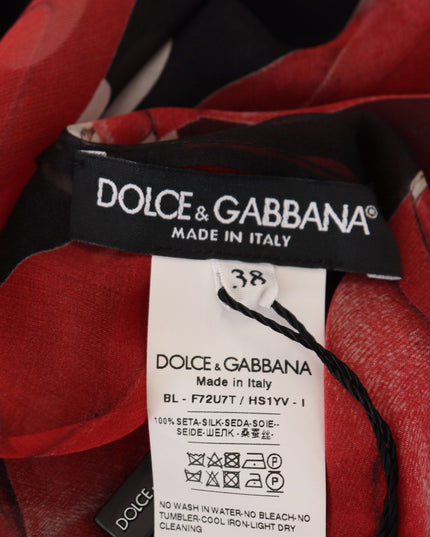 DOLCE & GABBANA®
MADE IN ITALY
38
DOLCE & GABBANA
Made in Italy
BL - F72U7T / HS1YV - I
100%SETA-SILK-SEDA-SOIE--
SEIDE-ШЕЛК -桑蚕丝-
NO WASH IN WATER-NO BLEACH-NO
TUMBLER-COOL IRON-LIGHT DRY
CLEANING
DOLCE